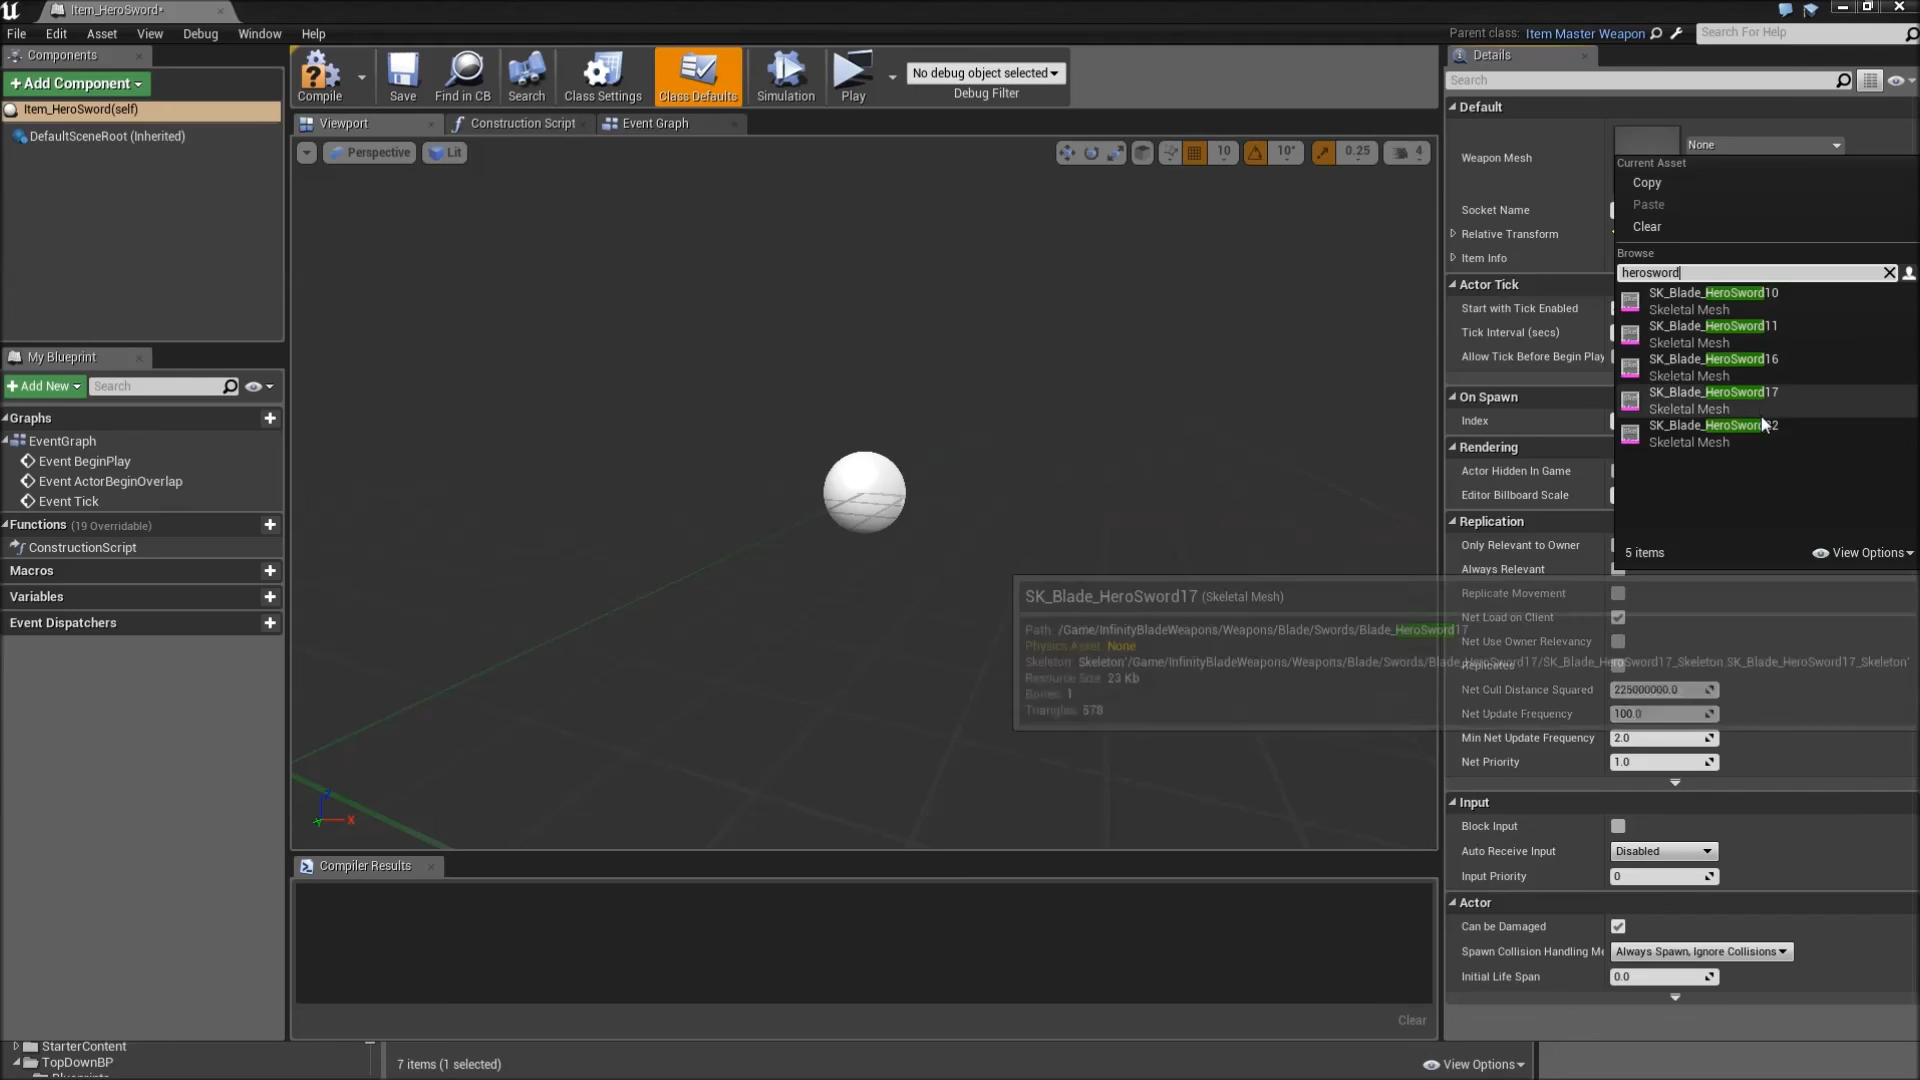 Item_HeroSword*
File Edit Asset View Debug Window Help
Parent class: Item Master Weapon
Search For Help
Components
Details
+Add Component
Search
Item_HeroSword(self)
DefaultSceneRoot (Inherited)
Compile Save Find in CB Search Class Settings Class Defaults Simulation Play
No debug object selected
Debug Filter
Viewport Construction Script Event Graph
Perspective Lit
10 10° 0.25 4
Default
Weapon Mesh
None
Current Asset
Copy
Paste
Clear
Browse
herosword
SK_Blade_HeroSword10
Skeletal Mesh
SK_Blade_HeroSword11
Skeletal Mesh
SK_Blade_HeroSword16
Skeletal Mesh
SK_Blade_HeroSword17
Skeletal Mesh
SK_Blade_HeroSword22
Skeletal Mesh
5 items
View Options
Socket Name
Relative Transform
Item Info
Actor Tick
Start with Tick Enabled
Tick Interval (secs)
Allow Tick Before Begin Play
On Spawn
Index
Rendering
Actor Hidden In Game
Editor Billboard Scale
Replication
Only Relevant to Owner
Always Relevant
Replicate Movement
Net Load on Client
Net Use Owner Relevancy
Replicates
Net Cull Distance Squared 225000000.0
Net Update Frequency 100.0
Min Net Update Frequency 2.0
Net Priority 1.0
Input
Block Input
Auto Receive Input Disabled
Input Priority 0
Actor
Can be Damaged
Spawn Collision Handling Me Always Spawn, Ignore Collisions
Initial Life Span 0.0
SK_Blade_HeroSword17 (Skeletal Mesh)
Path: /Game/InfinityBladeWeapons/Weapons/Blade/Swords/Blade_HeroSword17
Physics Asset: None
Skeleton: Skeleton'/Game/InfinityBladeWeapons/Weapons/Blade/Swords/Blade_HeroSword17/SK_Blade_HeroSword17_Skeleton.SK_Blade_HeroSword17_Skeleton'
Resource Size: 23 Kb
Bones: 1
Triangles: 578
My Blueprint
+Add New Search
Graphs
EventGraph
Event BeginPlay
Event ActorBeginOverlap
Event Tick
Functions (19 Overridable)
ConstructionScript
Macros
Variables
Event Dispatchers
Z
X
Compiler Results
Clear
StarterContent
TopDownBP
7 items (1 selected)
View Options